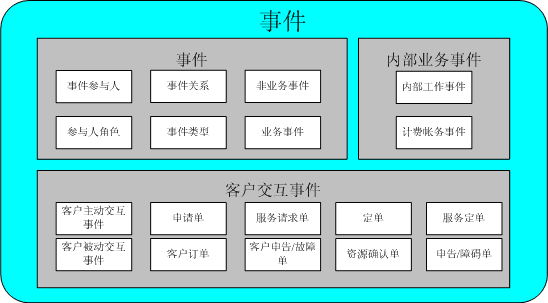 事件
事件
内部业务事件
事件参与人
事件关系
非业务事件
内部工作事件
参与人角色
事件类型
业务事件
计费帐务事件
客户交互事件
客户主动交互
事件
申请单
服务请求单
定单
服务定单
客户被动交互
事件
客户订单
客户申告/故障
单
资源确认单
申告/障碍单